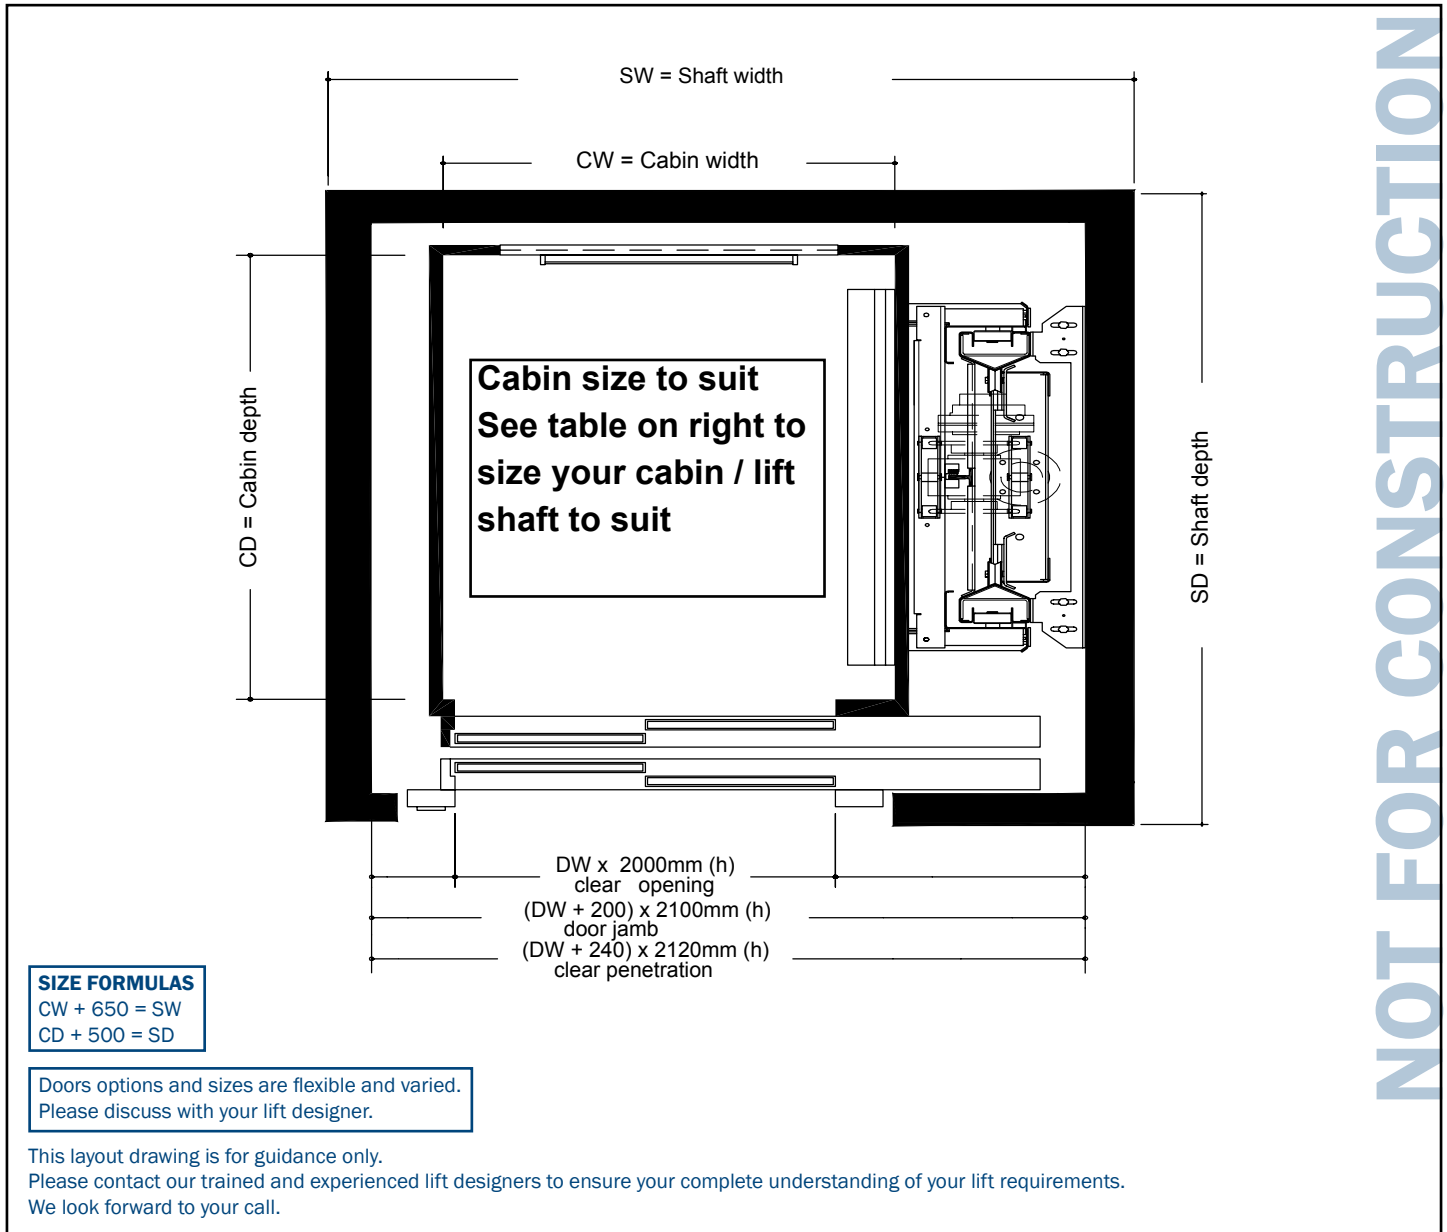 SW = Shaft width
CW = Cabin width
CD = Cabin depth
Cabin size to suit
See table on right to
size your cabin / lift
shaft to suit
SD = Shaft depth
NOT FOR CONSTRUCTION
DW x 2000mm (h)
clear opening
(DW + 200) x 2100mm (h)
door jamb
(DW + 240) x 2120mm (h)
clear penetration
SIZE FORMULAS
CW + 650 = SW
CD + 500 = SD
Doors options and sizes are flexible and varied.
Please discuss with your lift designer.
This layout drawing is for guidance only.
Please contact our trained and experienced lift designers to ensure your complete understanding of your lift requirements.
We look forward to your call.